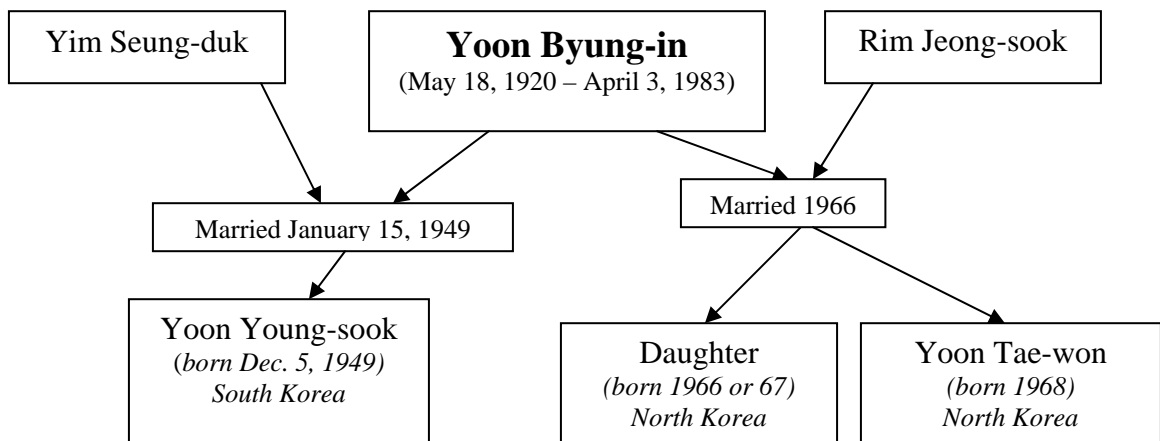 Yim Seung-duk
Yoon Byung-in
(May 18, 1920 – April 3, 1983)
Rim Jeong-sook
Married January 15, 1949
Married 1966
Yoon Young-sook
(born Dec. 5, 1949)
South Korea
Daughter
(born 1966 or 67)
North Korea
Yoon Tae-won
(born 1968)
North Korea